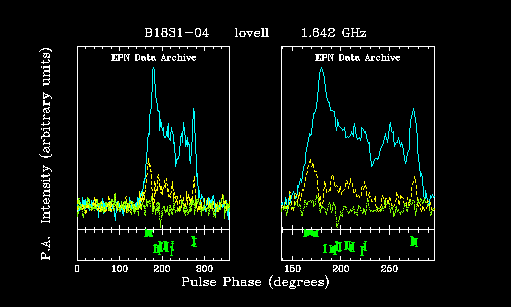 B1831-04 lovell 1.642 GHz
EPN Data Archive EPN Data Archive
P.A. Intensity (arbitrary units)
0 100 200 300 150 200 250
Pulse Phase (degrees)